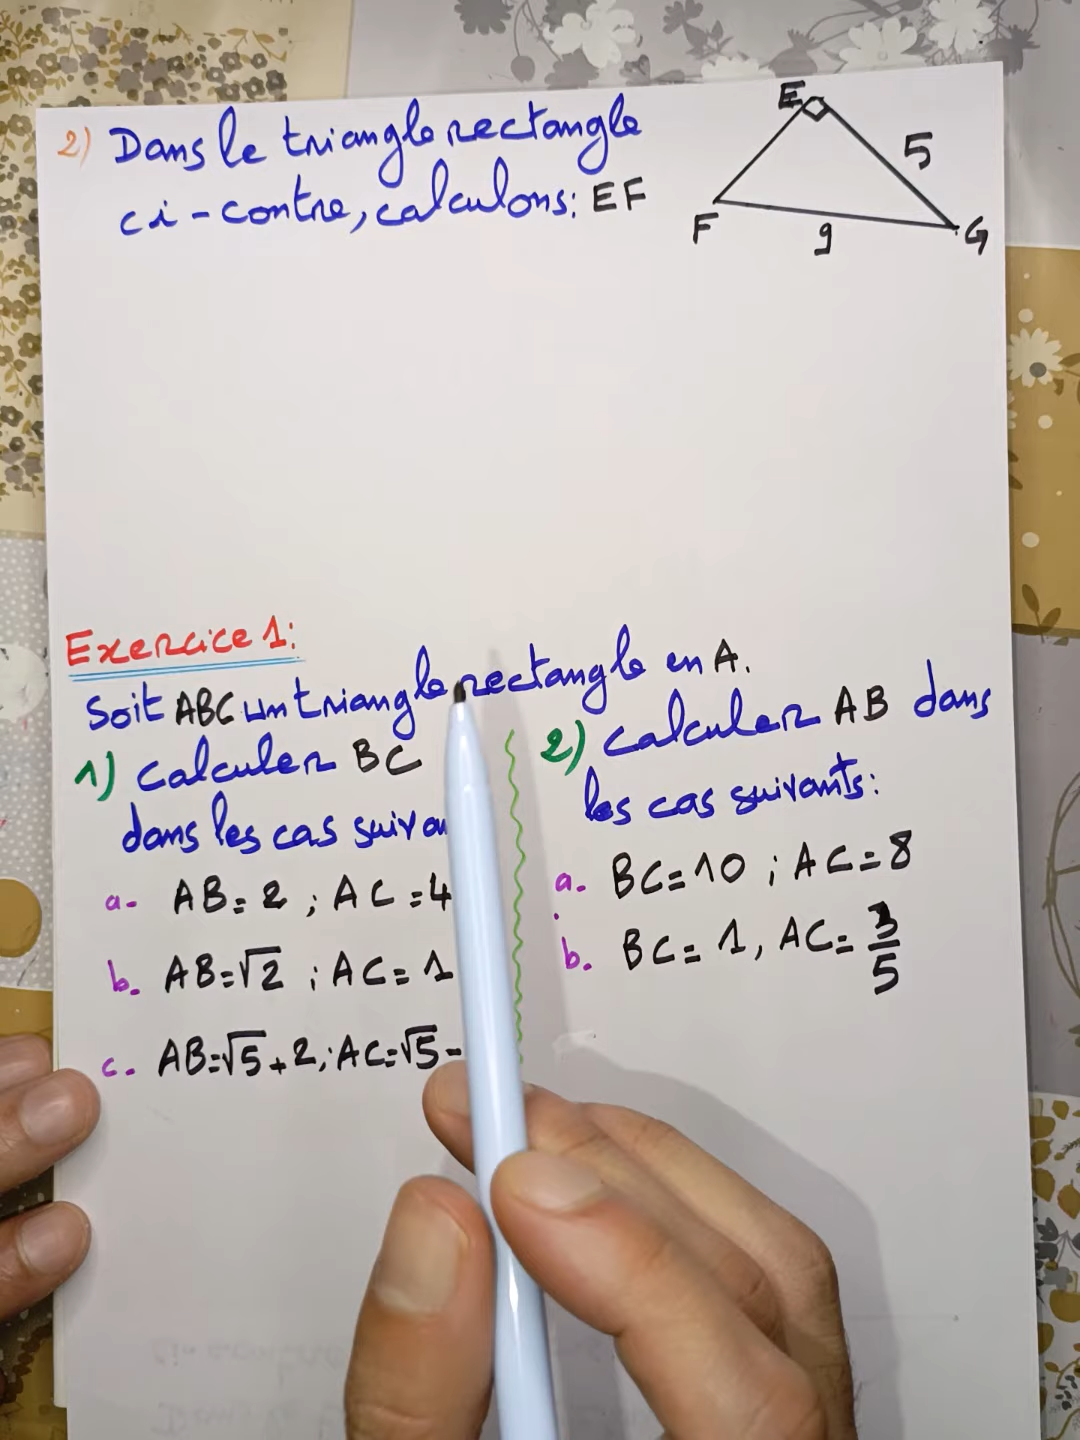 2) Dans le triangle rectangle
ci-contre, calculons: EF
E
5
F
9
G
Exercice 1:
Soit ABC un triangle rectangle en A.
1) calculer BC
dans les cas
a- AB=2 ; AC=4
b. AB=√2 ; AC=1
c. AB=√5+2; AC=√5-
2) calculer AB dans
les cas suivants:
a. BC=10 ; AC=8
b. BC=1, AC=3/5